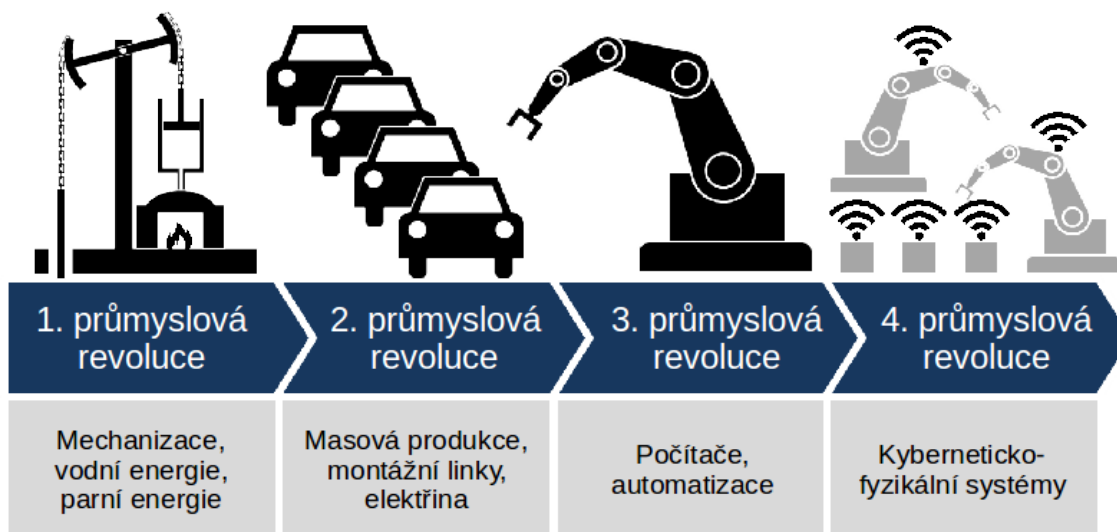 1. průmyslová
revoluce
2. průmyslová
revoluce
3. průmyslová
revoluce
4. průmyslová
revoluce
Mechanizace,
vodní energie,
parní energie
Masová produkce,
montážní linky,
elektřina
Počítače,
automatizace
Kyberneticko-
fyzikální systémy